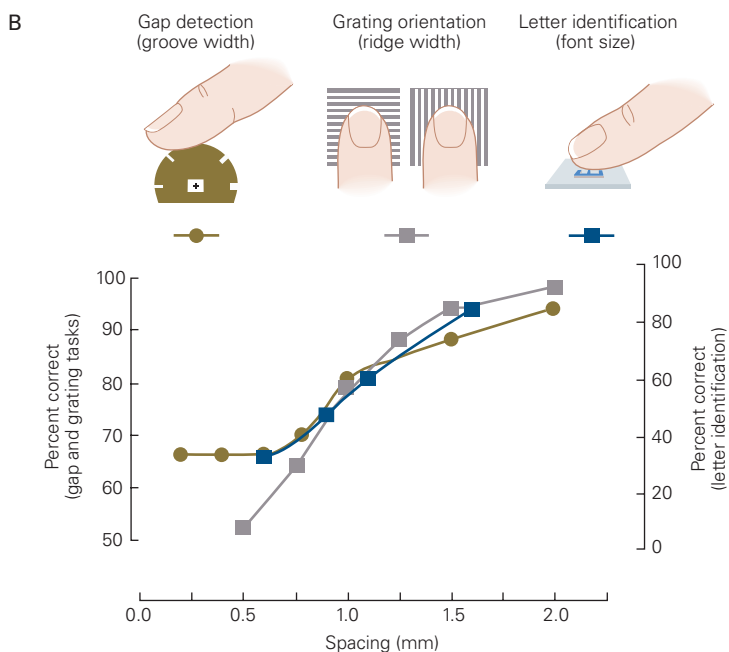 B
Gap detection
(groove width)
Grating orientation
(ridge width)
Letter identification
(font size)
Percent correct
(gap and grating tasks)
100
90
80
70
60
50
100
80
60
40
20
0
Percent correct
(letter identification)
0.0
0.5
1.0
1.5
2.0
Spacing (mm)